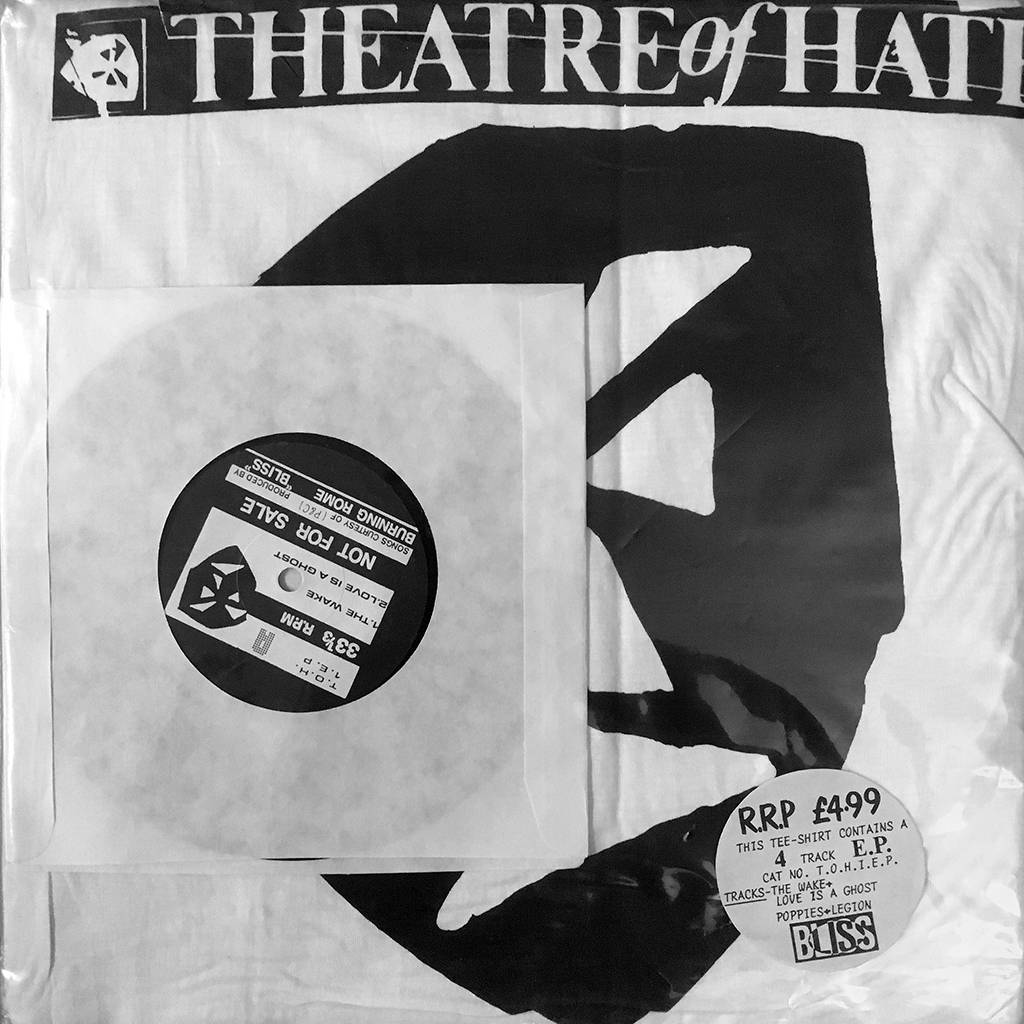 THEATRE of HATE
T.O.H.
1.E.P
33⅓ R.P.M
1.THE WAKE
2.LOVE IS A GHOST
NOT FOR SALE
SONGS CURTESY OF (P&C)
BURNING ROME
PRODUCED BY
"BLISS"
R.R.P £4.99
THIS TEE-SHIRT CONTAINS A
4 TRACK E.P.
CAT NO. T.O.H.I.E.P.
TRACKS-THE WAKE+
LOVE IS A GHOST
POPPIES+LEGION
BLISS